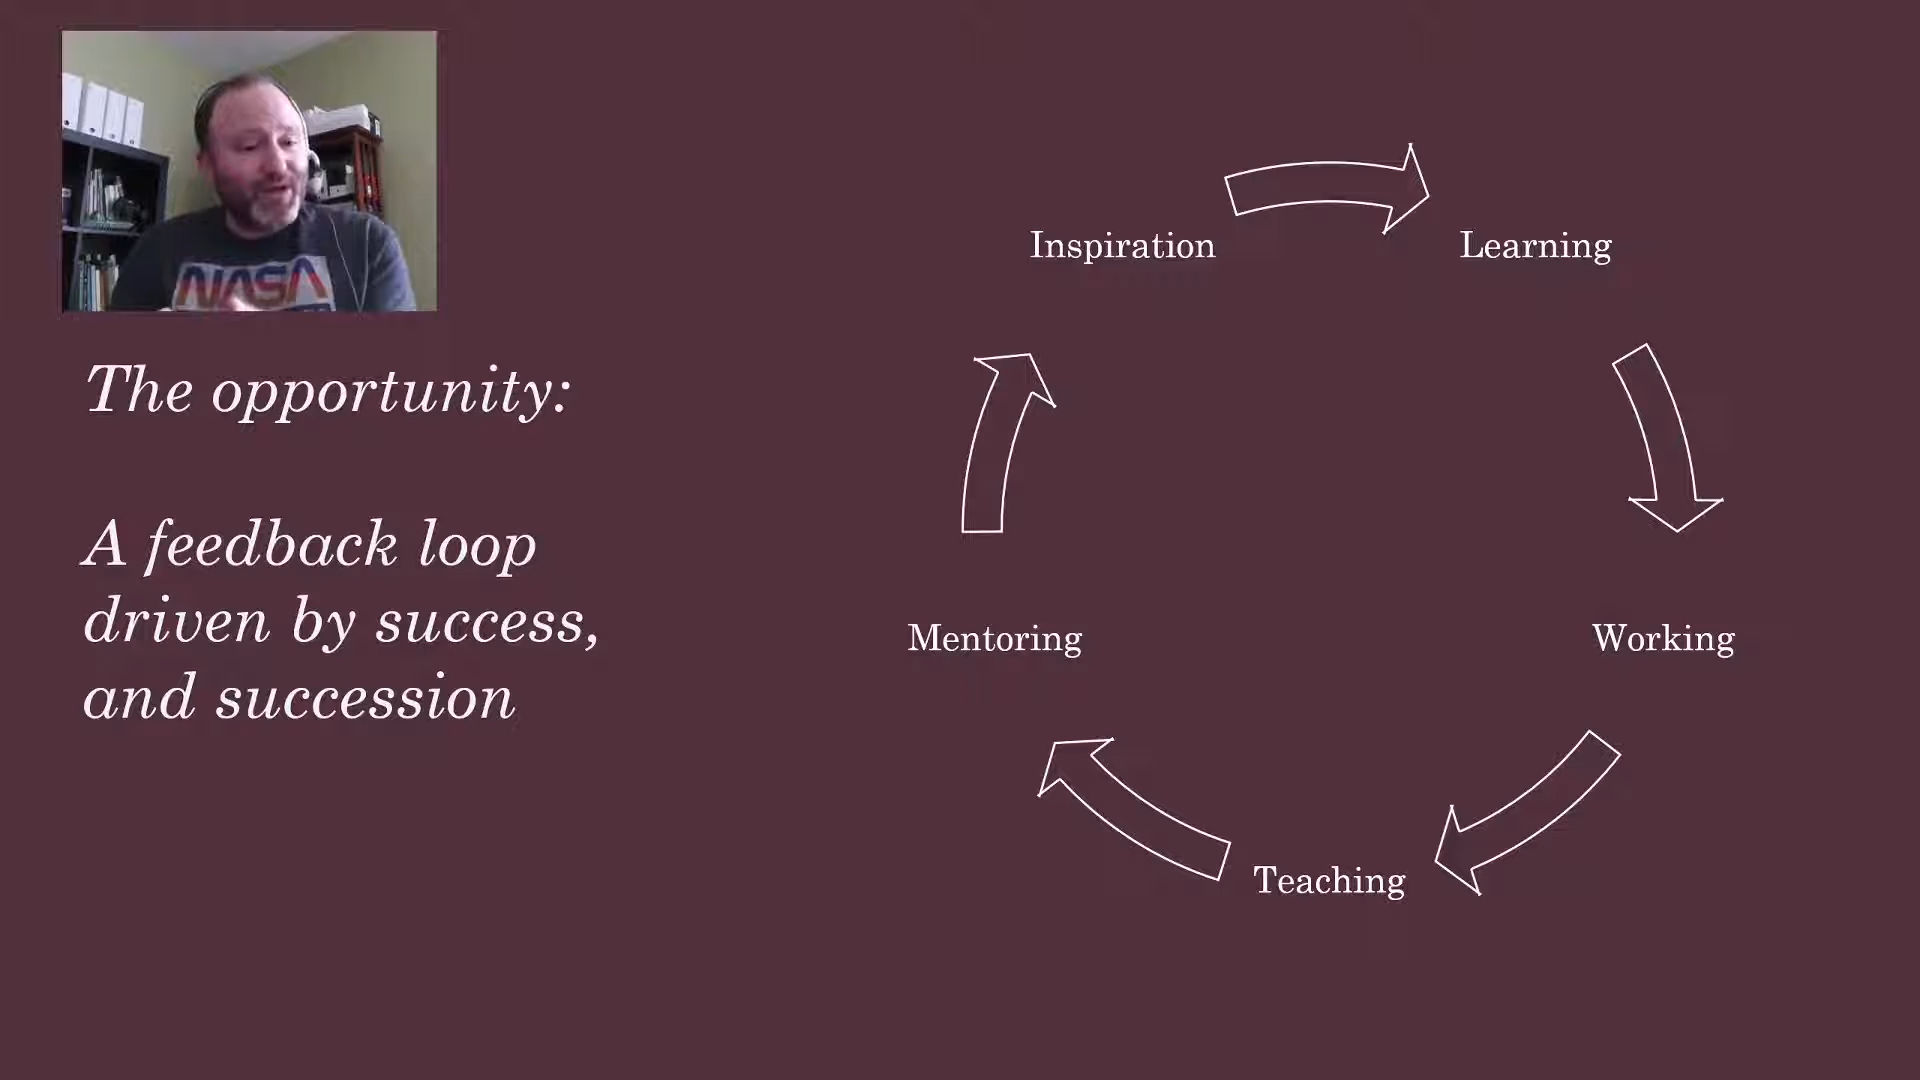 NASA
The opportunity:
A feedback loop
driven by success,
and succession
Inspiration
Learning
Working
Teaching
Mentoring